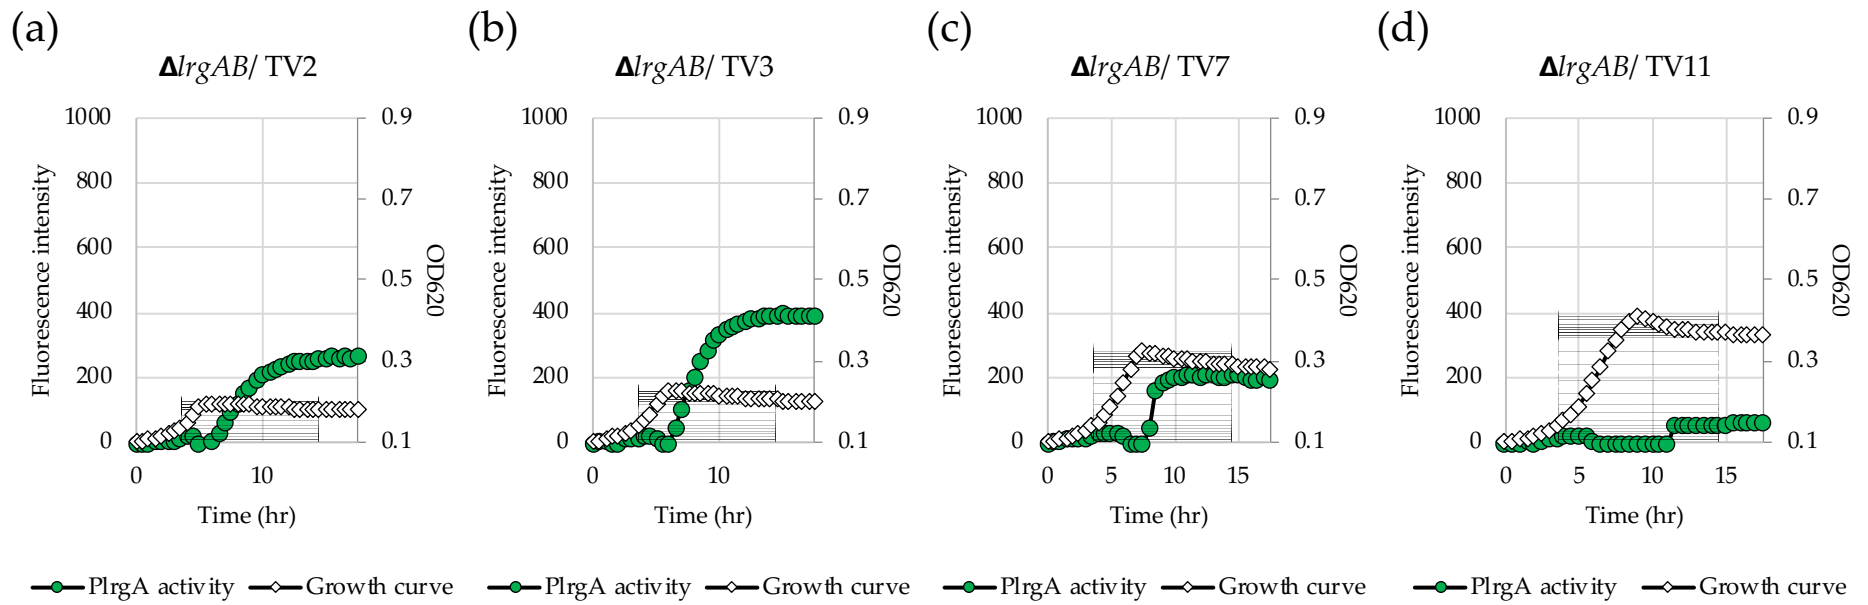 (a)
ΔlrgAB/ TV2
1000
800
600
400
200
0
Fluorescence intensity
0.9
0.7
0.5
0.3
0.1
OD620
0 10
Time (hr)
PlrgA activity Growth curve
(b)
ΔlrgAB/ TV3
1000
800
600
400
200
0
Fluorescence intensity
0.9
0.7
0.5
0.3
0.1
OD620
0 10
Time (hr)
PlrgA activity Growth curve
(c)
ΔlrgAB/ TV7
1000
800
600
400
200
0
Fluorescence intensity
0.9
0.7
0.5
0.3
0.1
OD620
0 5 10 15
Time (hr)
PlrgA activity Growth curve
(d)
ΔlrgAB/ TV11
1000
800
600
400
200
0
Fluorescence intensity
0.9
0.7
0.5
0.3
0.1
OD620
0 5 10 15
Time (hr)
PlrgA activity Growth curve